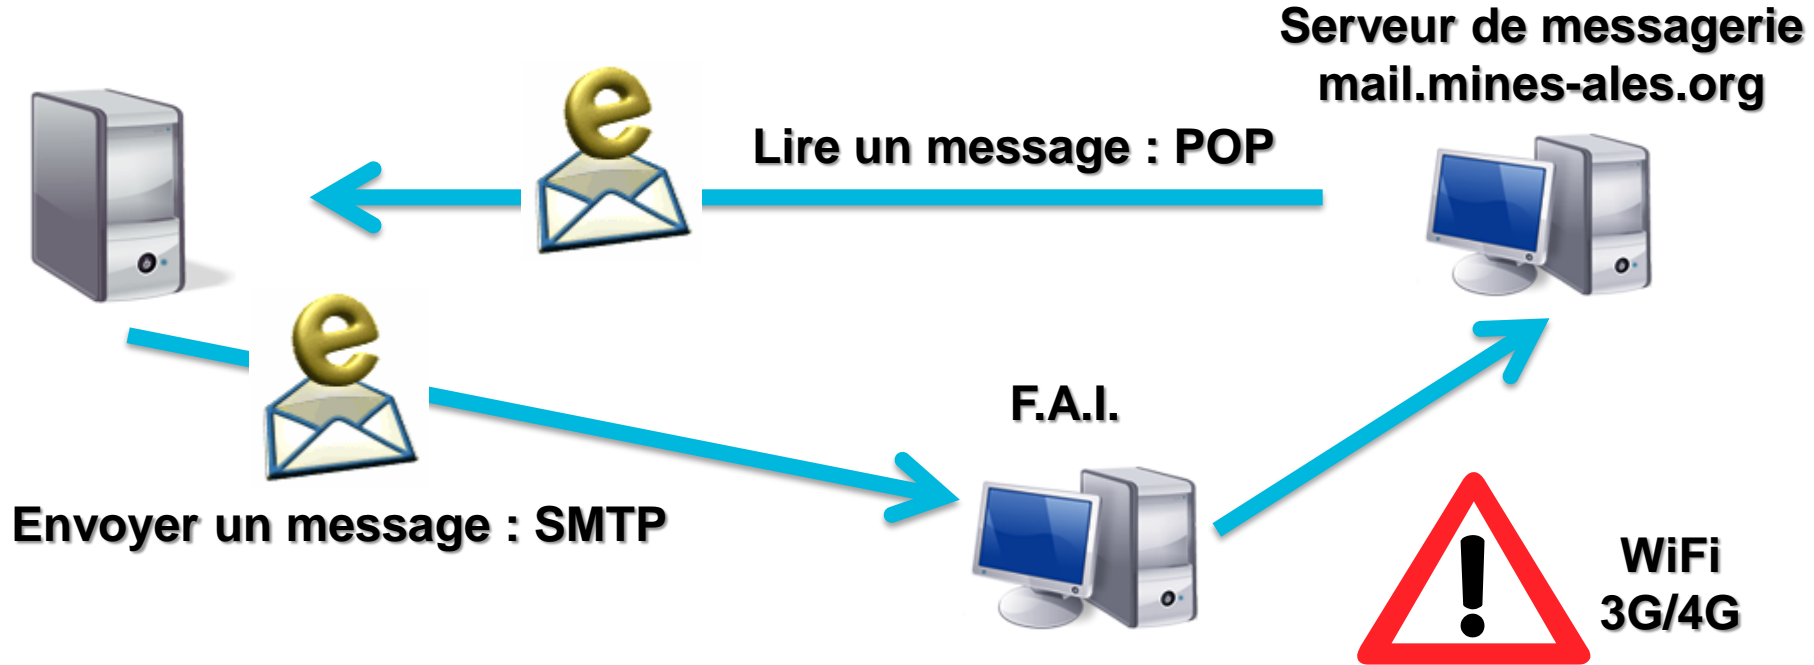 Serveur de messagerie
mail.mines-ales.org
Lire un message : POP
F.A.I.
Envoyer un message : SMTP
WiFi
3G/4G